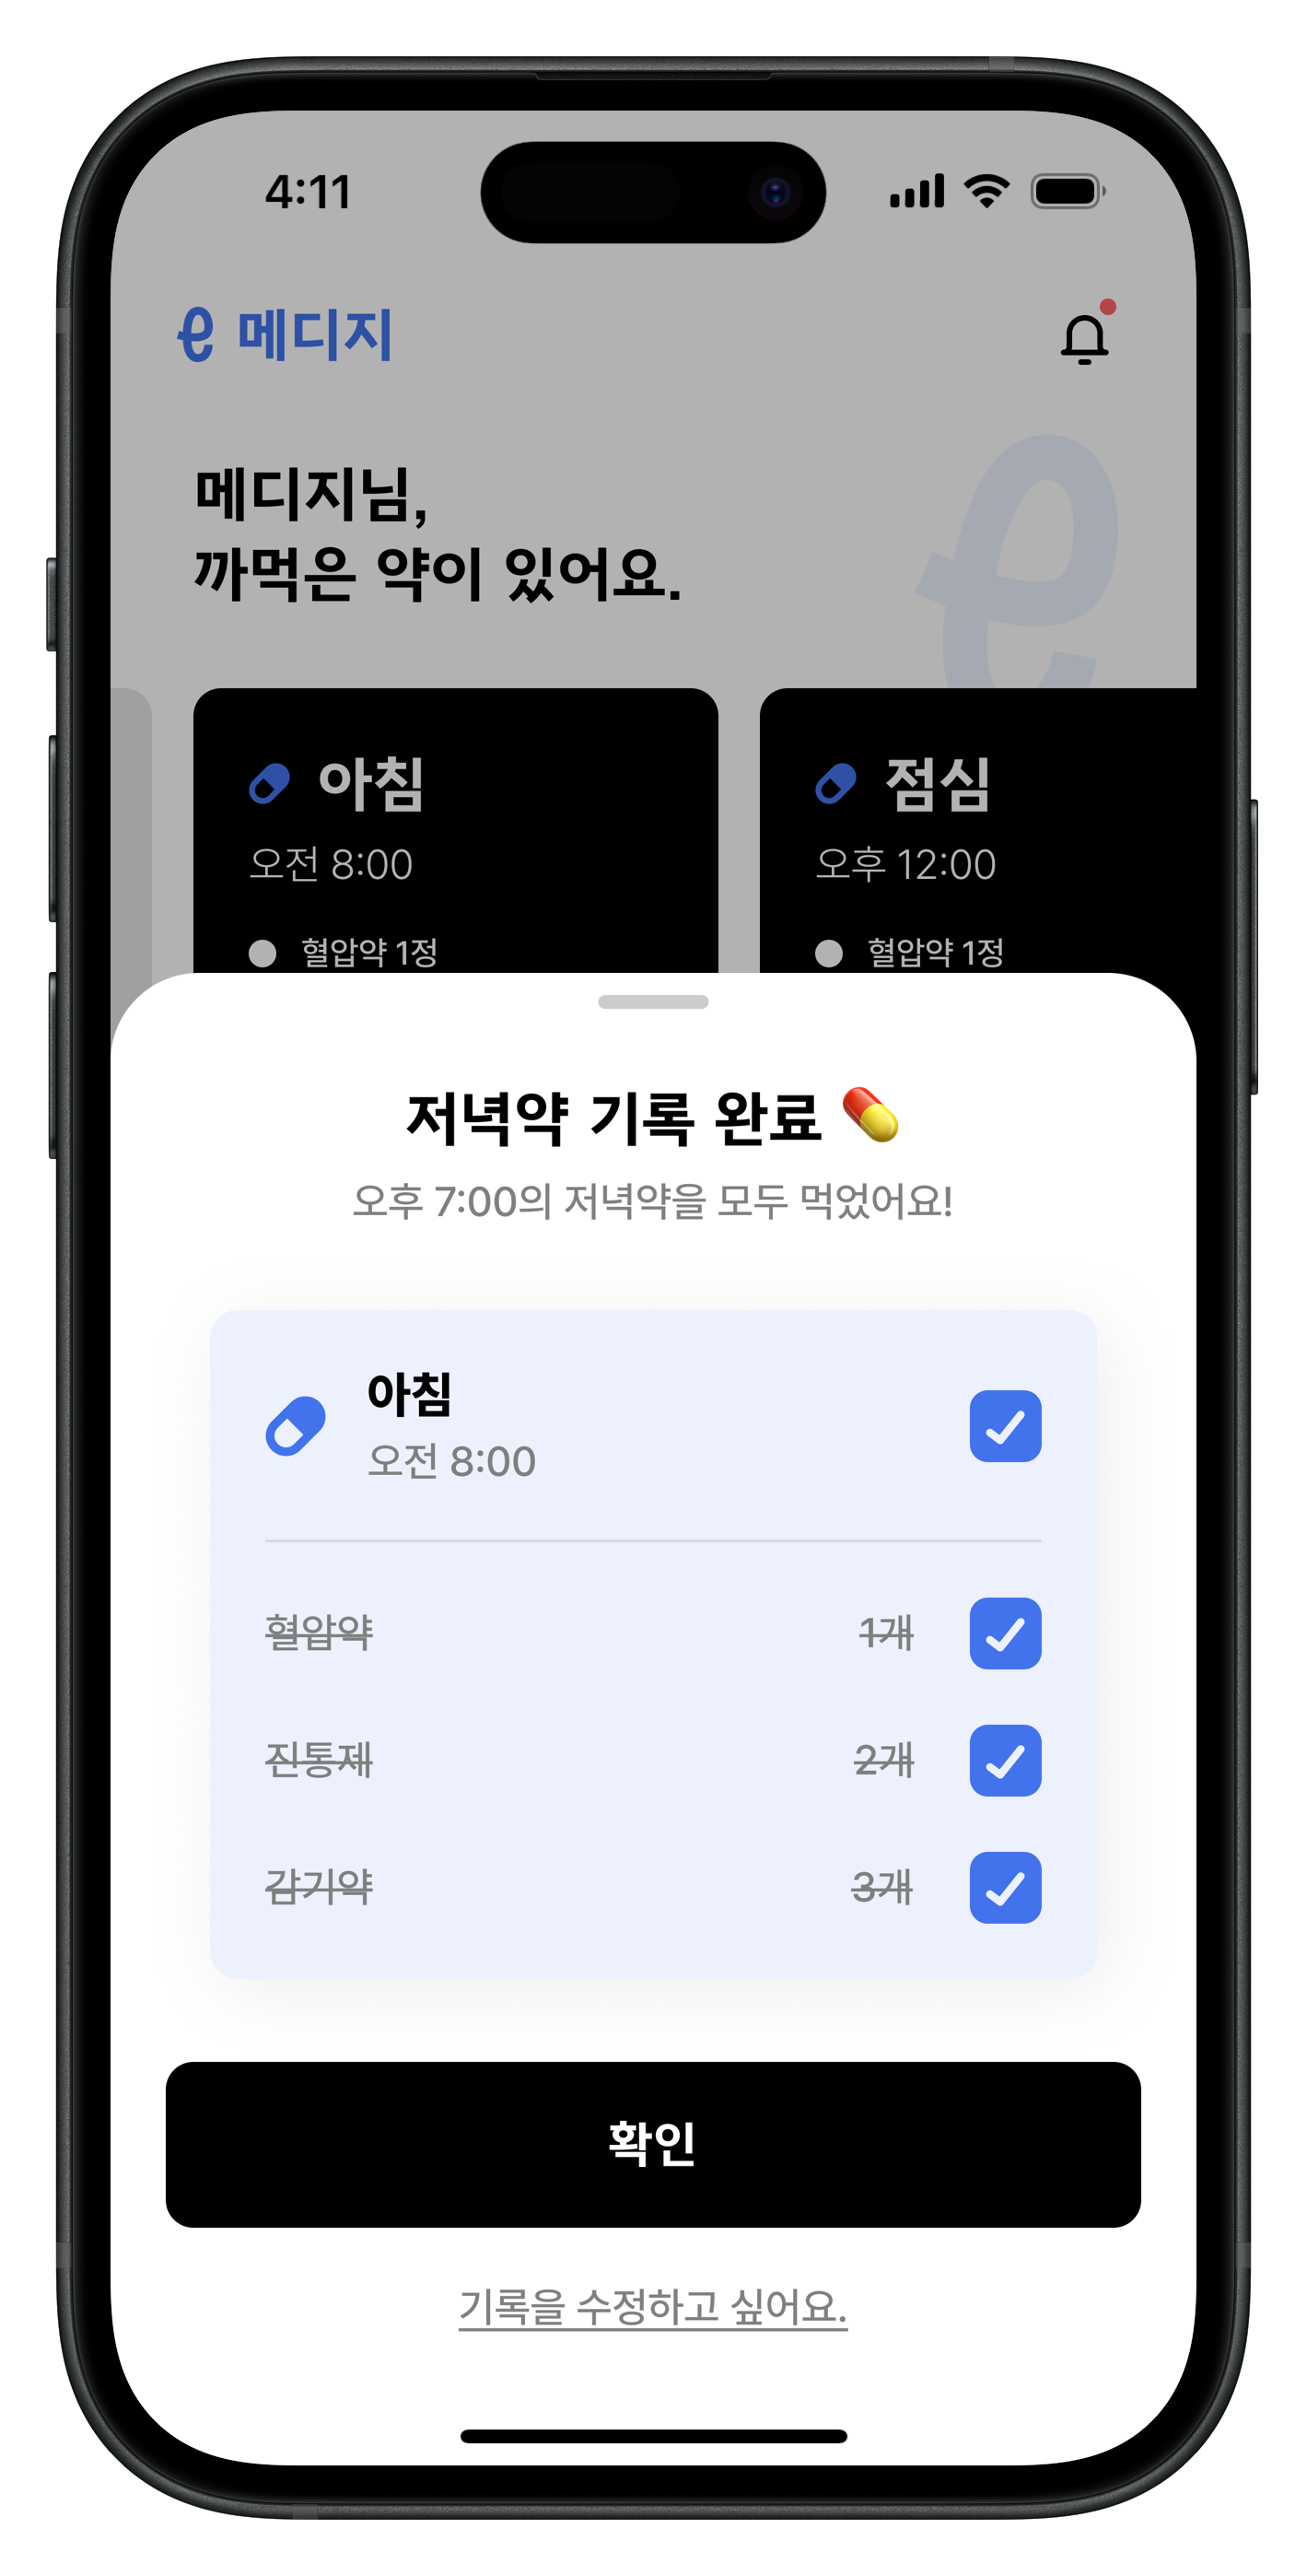 4:11
메디지
메디지님,
까먹은 약이 있어요.
아침
오전 8:00
혈압약 1정
점심
오후 12:00
혈압약 1정
저녁약 기록 완료 💊
오후 7:00의 저녁약을 모두 먹었어요!
아침
오전 8:00
혈압약 1개
진통제 2개
감기약 3개
확인
기록을 수정하고 싶어요.